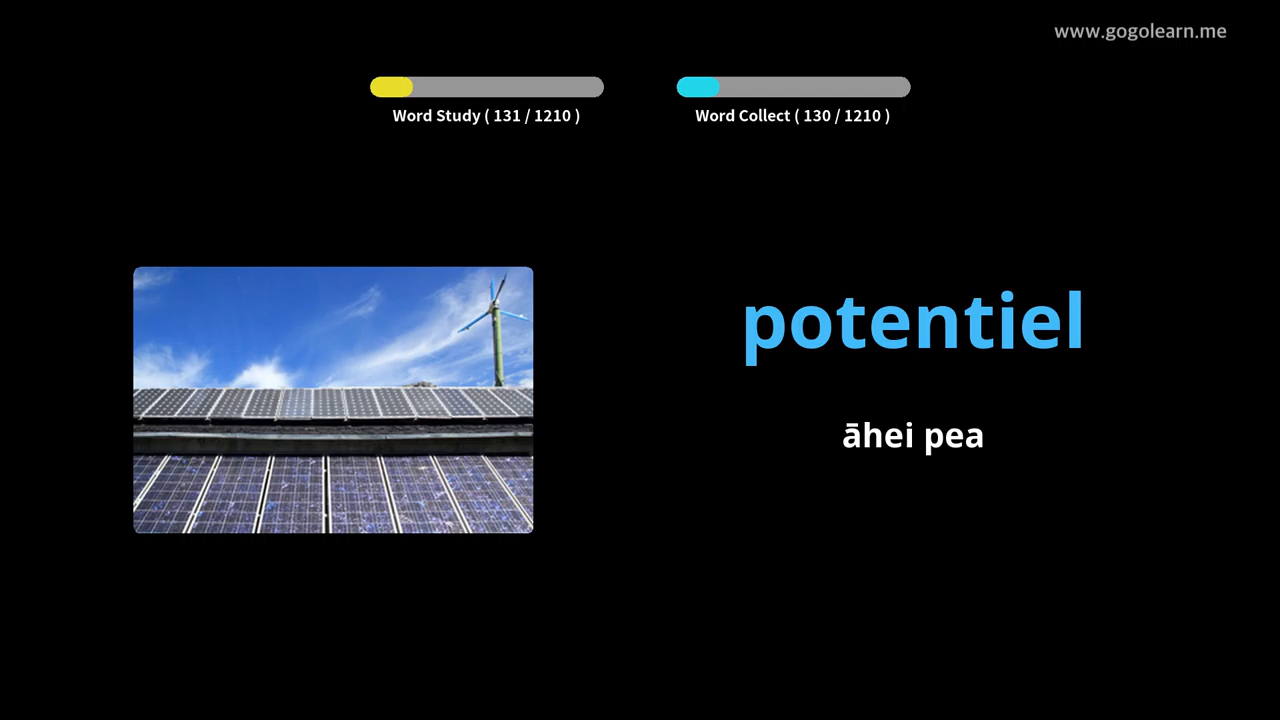 www.gogolearn.me
Word Study ( 131 / 1210 )
Word Collect ( 130 / 1210 )
potentiel
āhei pea